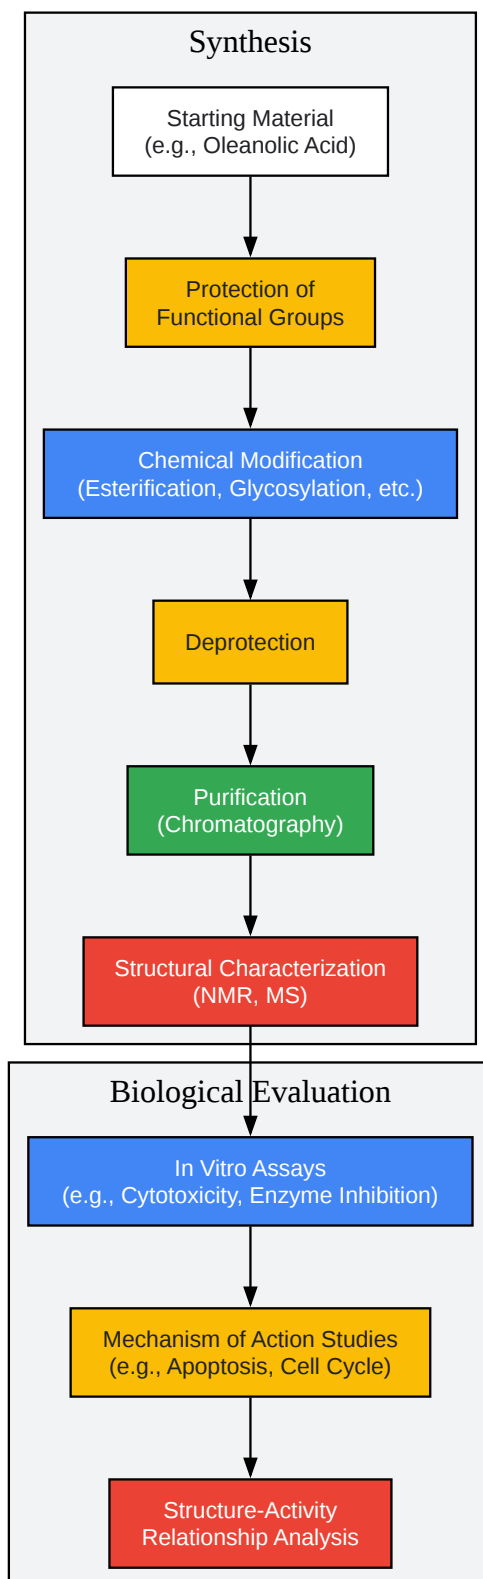 Synthesis
Starting Material
(e.g., Oleanolic Acid)
Protection of
Functional Groups
Chemical Modification
(Esterification, Glycosylation, etc.)
Deprotection
Purification
(Chromatography)
Structural Characterization
(NMR, MS)
Biological Evaluation
In Vitro Assays
(e.g., Cytotoxicity, Enzyme Inhibition)
Mechanism of Action Studies
(e.g., Apoptosis, Cell Cycle)
Structure-Activity
Relationship Analysis